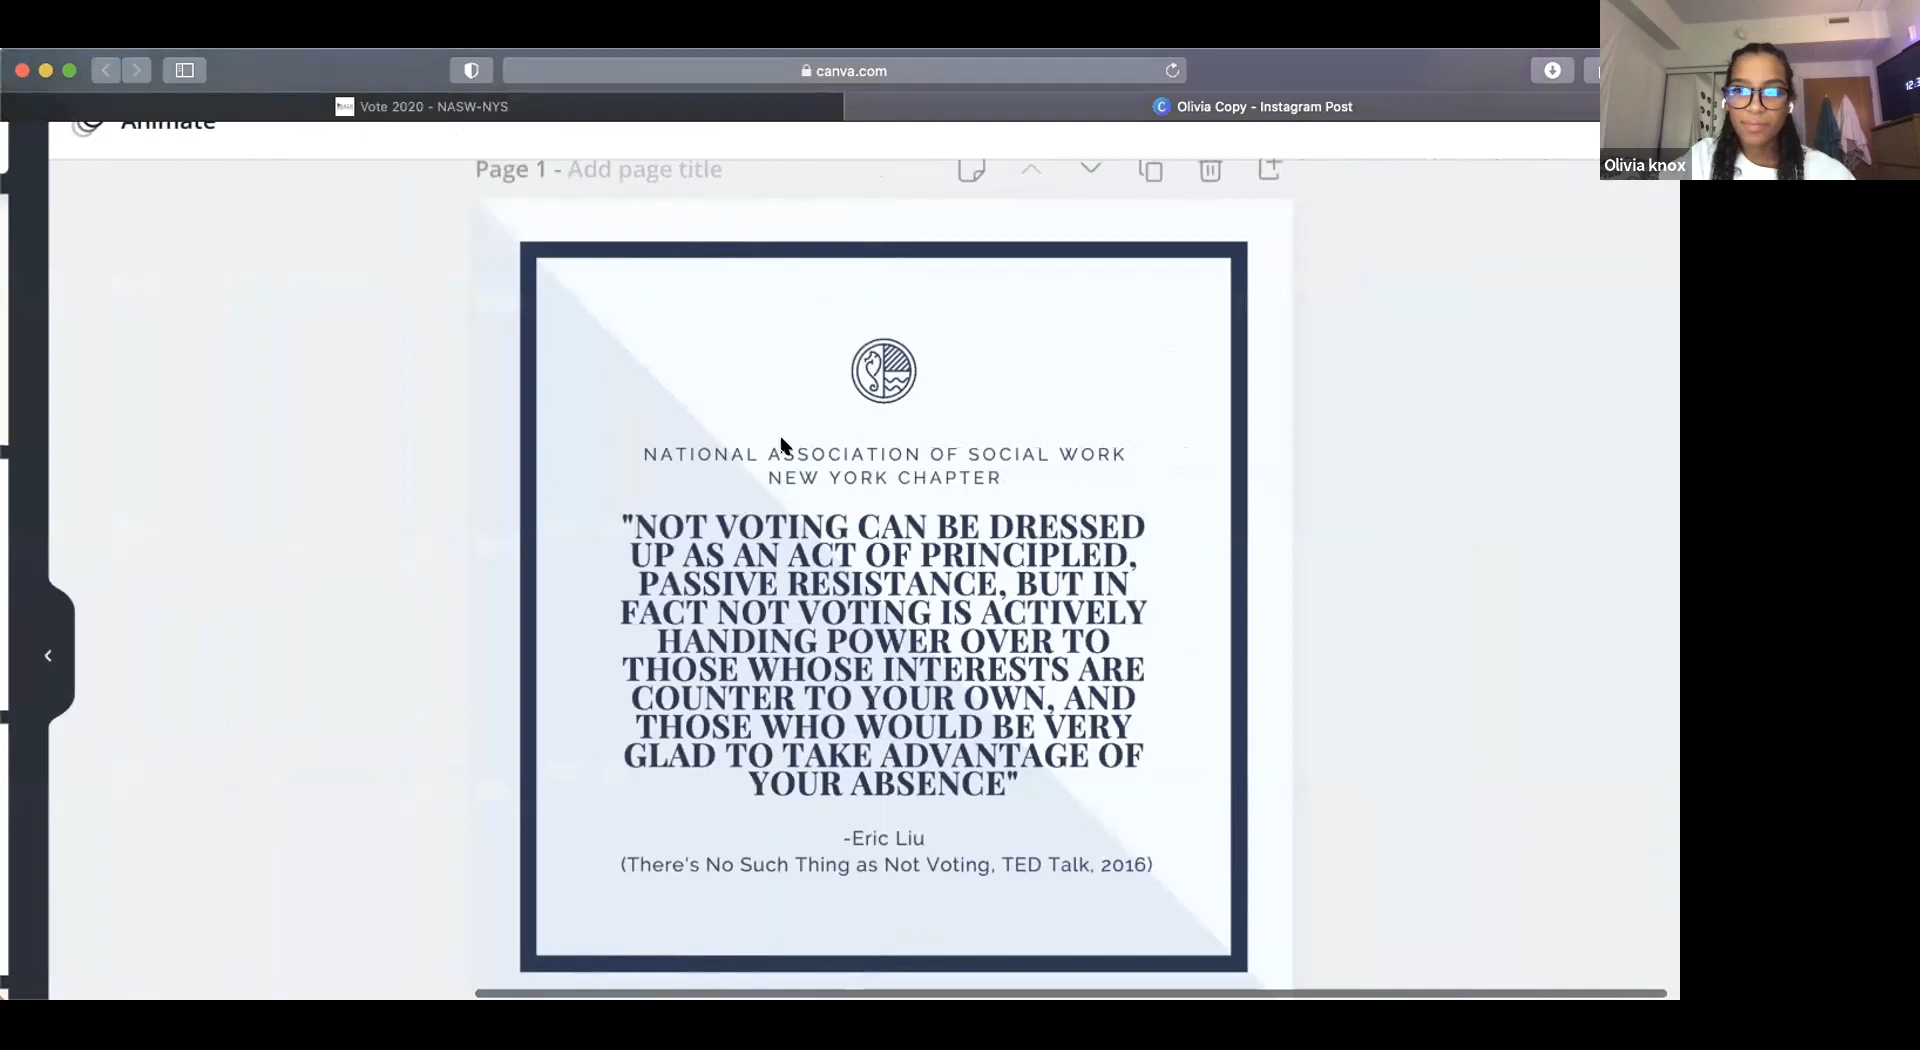 canva.com
Vote 2020 - NASW-NYS
Olivia Copy - Instagram Post
Olivia knox
Animate
Page 1 - Add page title
NATIONAL ASSOCIATION OF SOCIAL WORK
NEW YORK CHAPTER
"NOT VOTING CAN BE DRESSED
UP AS AN ACT OF PRINCIPLED,
PASSIVE RESISTANCE, BUT IN
FACT NOT VOTING IS ACTIVELY
HANDING POWER OVER TO
THOSE WHOSE INTERESTS ARE
COUNTER TO YOUR OWN, AND
THOSE WHO WOULD BE VERY
GLAD TO TAKE ADVANTAGE OF
YOUR ABSENCE"
-Eric Liu
(There's No Such Thing as Not Voting, TED Talk, 2016)